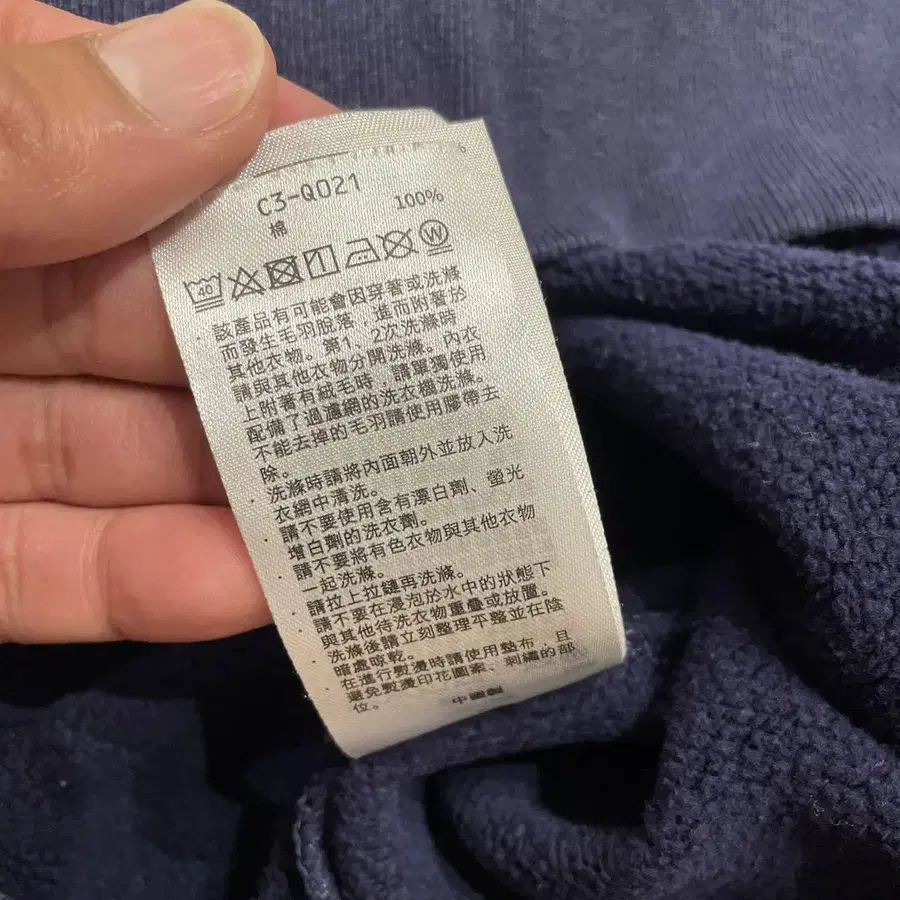 C3-Q021
棉 100%
40 W
· 該產品有可能會因穿著或洗滌
而發生毛羽脫落、進而附著於
其他衣物。第1、2次洗滌時
請與其他衣物分開洗滌。內衣
上附著有絨毛時，請單獨使用
配備了過濾網的洗衣機洗滌。
不能去掉的毛羽請使用膠帶去
除。
· 洗滌時請將內面朝外並放入洗
衣網中清洗。
· 請不要使用含有漂白劑、螢光
增白劑的洗衣劑。
· 請不要將有色衣物與其他衣物
一起洗滌。
· 請拉上拉鏈再洗滌。
· 請不要在浸泡於水中的狀態下
與其他待洗衣物重疊或放置。
· 洗滌後請立刻整理平整並在陰
暗處晾乾。
· 在進行熨燙時請使用墊布，且
避免熨燙印花圖案、刺繡的部
位。
中國製